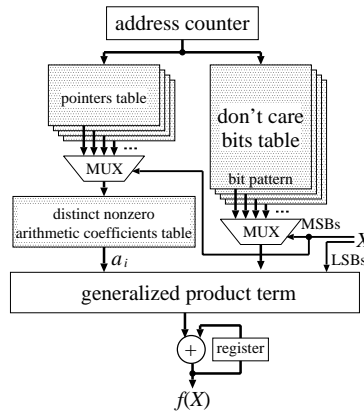 address counter
pointers table
...
MUX
distinct nonzero
arithmetic coefficients table
a i
don't care
bits table
bit pattern
...
MUX
MSBs
X
LSBs
generalized product term
+
register
f(X)